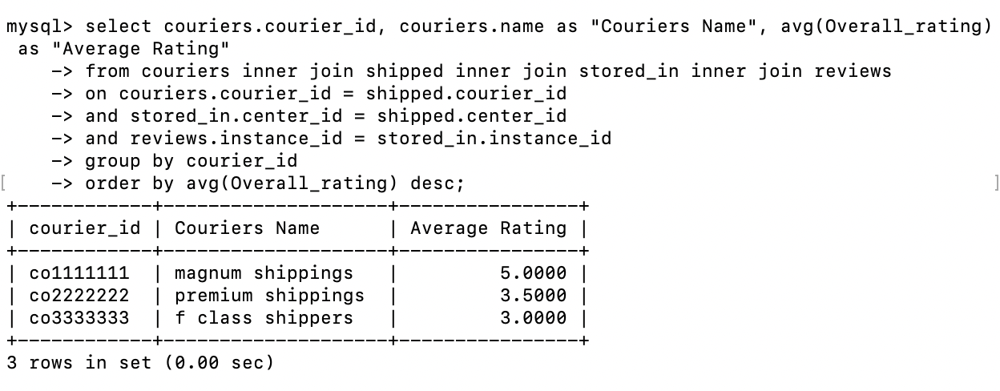 mysql> select couriers.courier_id, couriers.name as "Couriers Name", avg(Overall_rating)
 as "Average Rating"
    -> from couriers inner join shipped inner join stored_in inner join reviews
    -> on couriers.courier_id = shipped.courier_id
    -> and stored_in.center_id = shipped.center_id
    -> and reviews.instance_id = stored_in.instance_id
    -> group by courier_id
[    -> order by avg(Overall_rating) desc; ]
+------------+--------------------+----------------+
| courier_id | Couriers Name      | Average Rating |
+------------+--------------------+----------------+
| co1111111  | magnum shippings   |         5.0000 |
| co2222222  | premium shippings  |         3.5000 |
| co3333333  | f class shippers   |         3.0000 |
+------------+--------------------+----------------+
3 rows in set (0.00 sec)